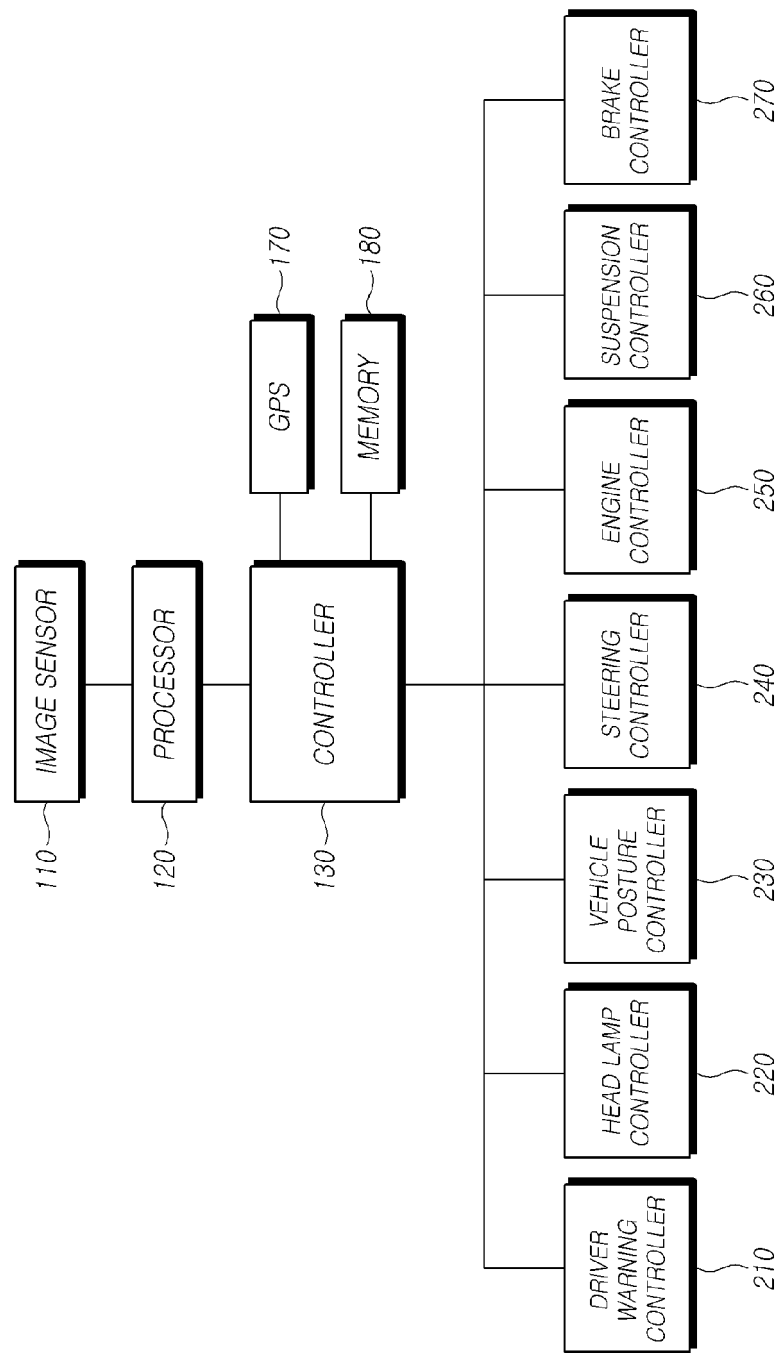 IMAGE SENSOR
110
PROCESSOR
120
CONTROLLER
130
GPS
170
MEMORY
180
DRIVER
WARNING
CONTROLLER
210
HEAD LAMP
CONTROLLER
220
VEHICLE
POSTURE
CONTROLLER
230
STEERING
CONTROLLER
240
ENGINE
CONTROLLER
250
SUSPENSION
CONTROLLER
260
BRAKE
CONTROLLER
270